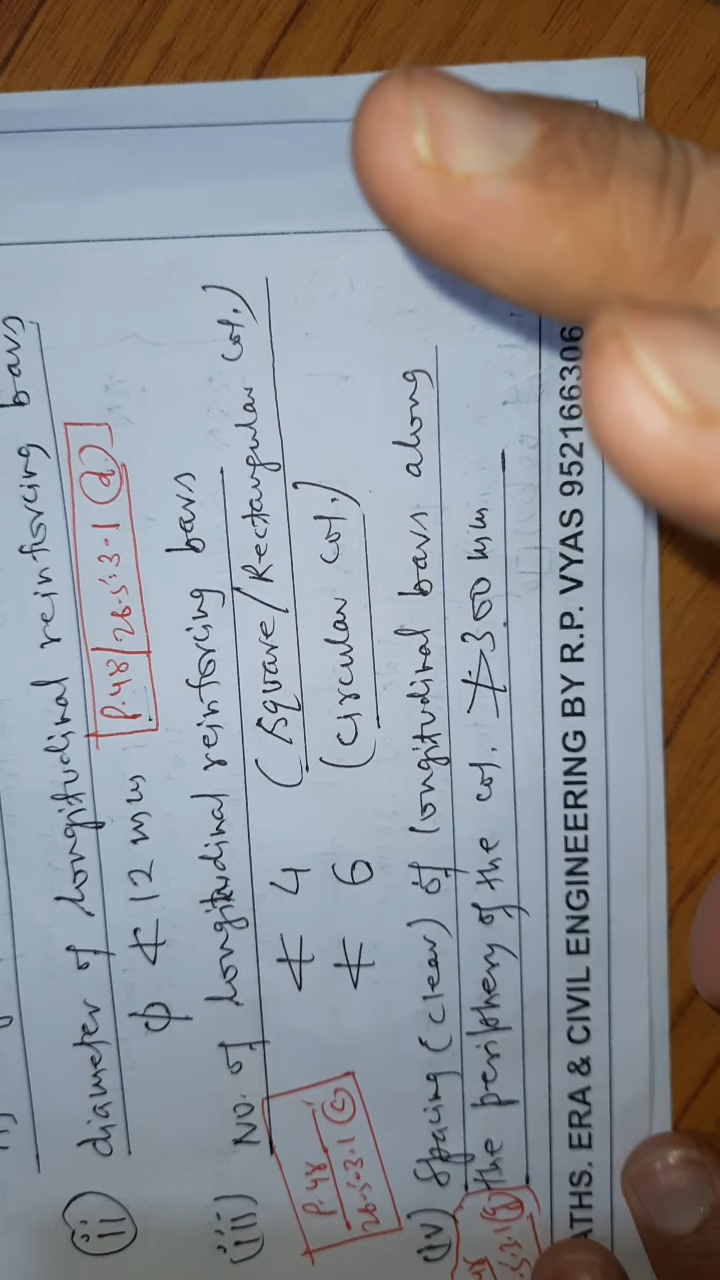 (ii) diameter of longitudinal reinforcing bars
ϕ ≮ 12 mm P.48/26.5.3.1 (d)
(iii) NO. of longitudinal reinforcing bars
P.48 26.5.3.1 (c)
≮ 4 (Square/Rectangular col.)
≮ 6 (Circular col.)
(iv) Spacing (clear) of longitudinal bars along
the periphery of the col. ≯ 300 mm
ATHS. ERA & CIVIL ENGINEERING BY R.P. VYAS 952166306